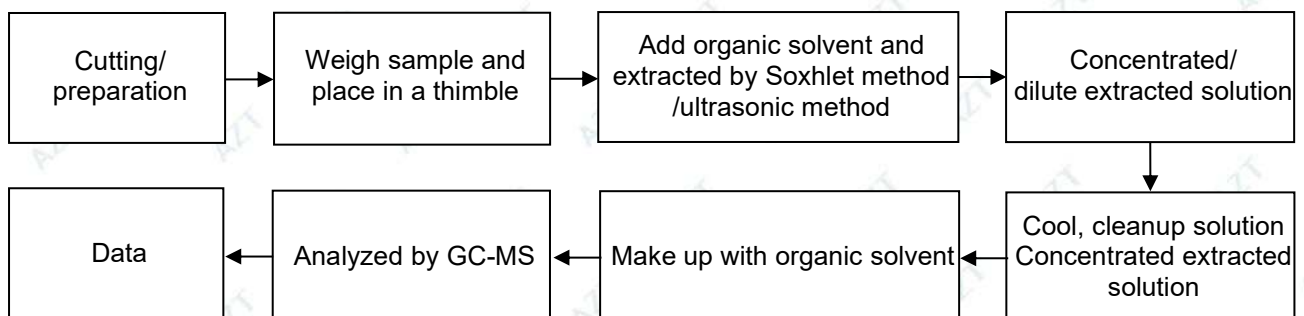 Cutting/
preparation
Weigh sample and
place in a thimble
Add organic solvent and
extracted by Soxhlet method
/ultrasonic method
Concentrated/
dilute extracted solution
Cool, cleanup solution
Concentrated extracted
solution
Make up with organic solvent
Analyzed by GC-MS
Data